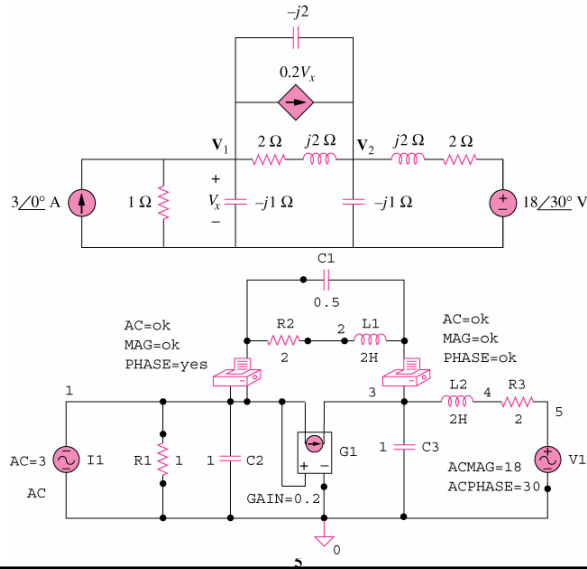 −j2
0.2Vx
V1 2 Ω j2 Ω V2 j2 Ω 2 Ω
3/0° A 1 Ω + Vx − −j1 Ω −j1 Ω + − 18/30° V
C1
0.5
AC=ok
MAG=ok
PHASE=yes
R2 2 L1
2 2H
AC=ok
MAG=ok
PHASE=ok
1 3 L2 4 R3 5
2H 2
AC=3 I1 R1 1 1 C2 + − G1 1 C3 V1
AC
GAIN=0.2
ACMAG=18
ACPHASE=30
0
5